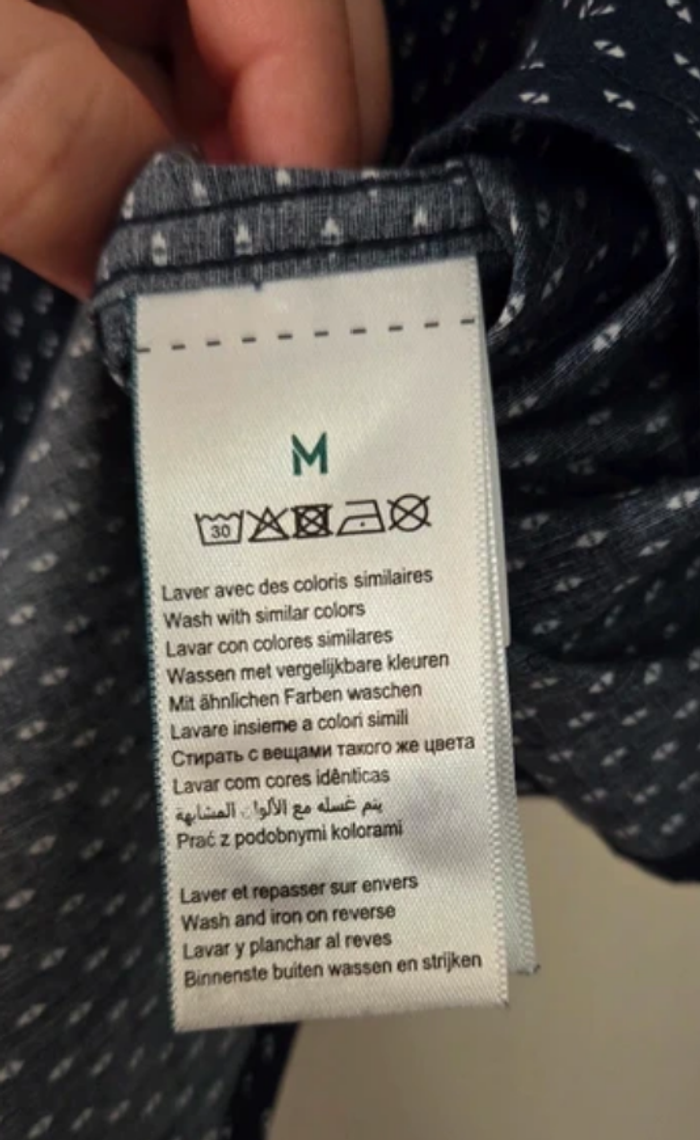 M
30
Laver avec des coloris similaires
Wash with similar colors
Lavar con colores similares
Wassen met vergelijkbare kleuren
Mit ähnlichen Farben waschen
Lavare insieme a colori simili
Стирать с вещами такого же цвета
Lavar com cores idênticas
يتم غسله مع الألوان المشابهة
Prać z podobnymi kolorami
Laver et repasser sur envers
Wash and iron on reverse
Lavar y planchar al reves
Binnenste buiten wassen en strijken